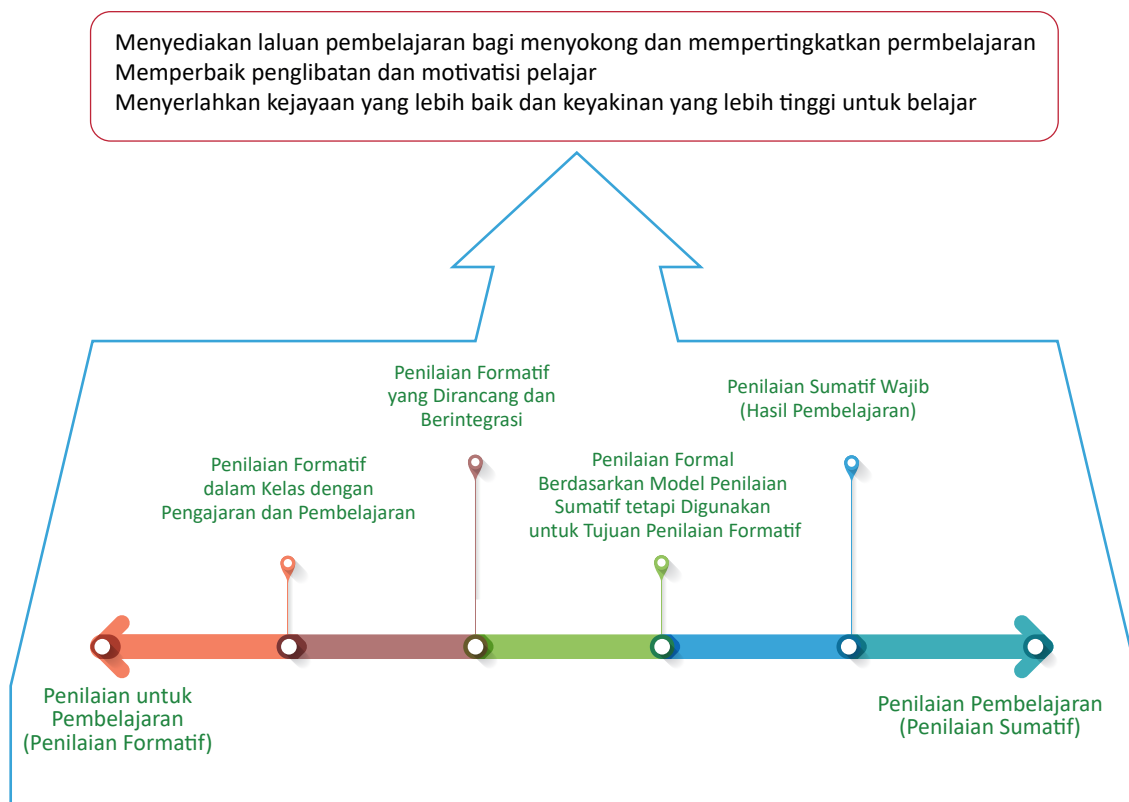 Menyediakan laluan pembelajaran bagi menyokong dan mempertingkatkan permbelajaran
Memperbaik penglibatan dan motivatisi pelajar
Menyerlahkan kejayaan yang lebih baik dan keyakinan yang lebih tinggi untuk belajar
Penilaian Formatif
yang Dirancang dan
Berintegrasi
Penilaian Sumatif Wajib
(Hasil Pembelajaran)
Penilaian Formatif
dalam Kelas dengan
Pengajaran dan Pembelajaran
Penilaian Formal
Berdasarkan Model Penilaian
Sumatif tetapi Digunakan
untuk Tujuan Penilaian Formatif
Penilaian untuk
Pembelajaran
(Penilaian Formatif)
Penilaian Pembelajaran
(Penilaian Sumatif)